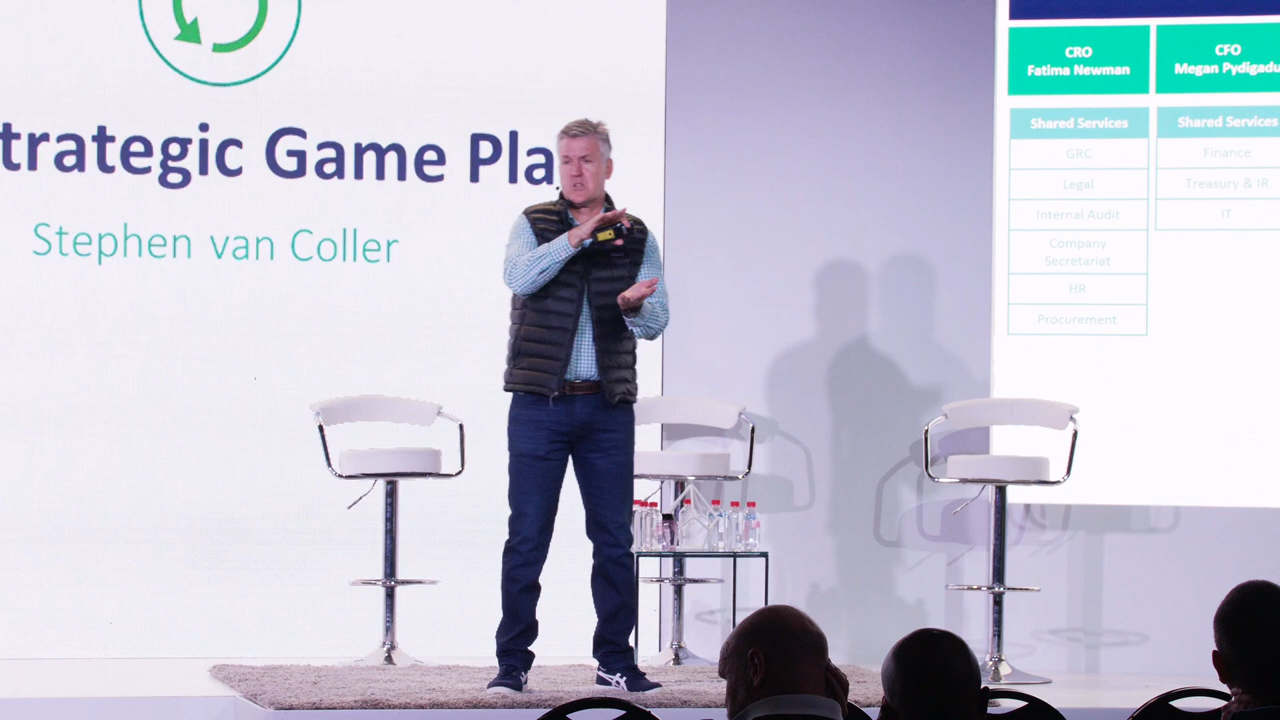 trategic Game Pla
Stephen van Coller
CRO
Fatima Newman
Shared Services
GRC
Legal
Internal Audit
Company
Secretariat
HR
Procurement
CFO
Megan Pydigadu
Shared Services
Finance
Treasury & IR
IT